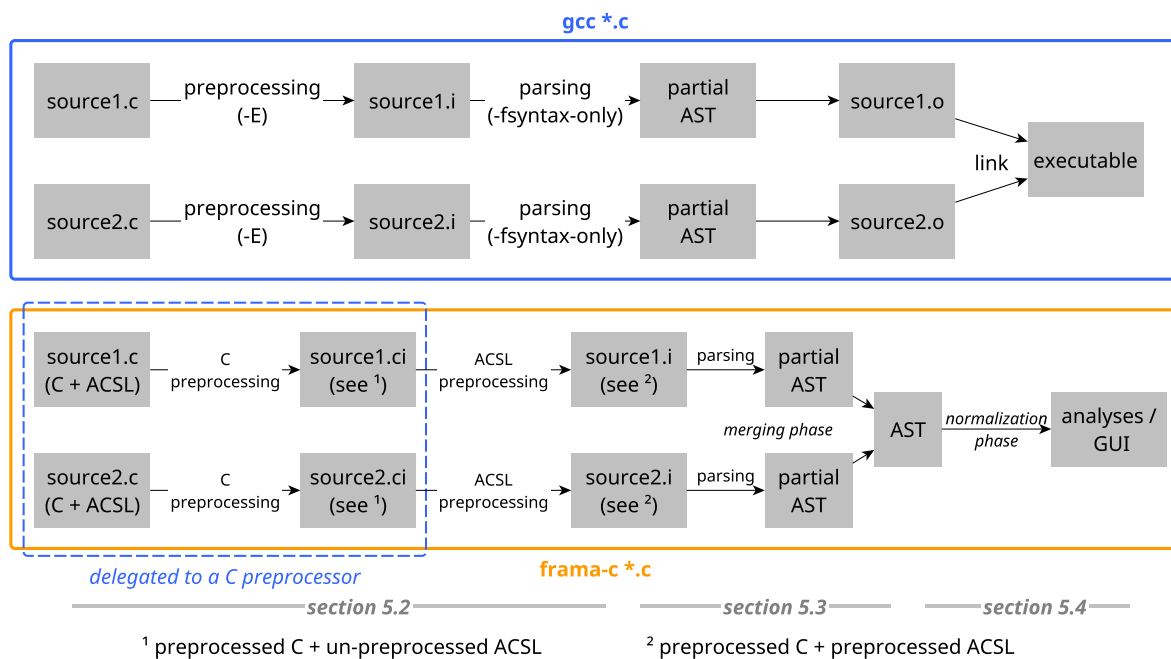 gcc *.c
source1.c
preprocessing
(-E)
source1.i
parsing
(-fsyntax-only)
partial
AST
source1.o
link
executable
source2.c
preprocessing
(-E)
source2.i
parsing
(-fsyntax-only)
partial
AST
source2.o
source1.c
(C + ACSL)
C
preprocessing
source1.ci
(see ¹)
ACSL
preprocessing
source1.i
(see ²)
parsing
partial
AST
merging phase
AST
normalization
phase
analyses /
GUI
source2.c
(C + ACSL)
C
preprocessing
source2.ci
(see ¹)
ACSL
preprocessing
source2.i
(see ²)
parsing
partial
AST
delegated to a C preprocessor
frama-c *.c
section 5.2
section 5.3
section 5.4
¹ preprocessed C + un-preprocessed ACSL
² preprocessed C + preprocessed ACSL